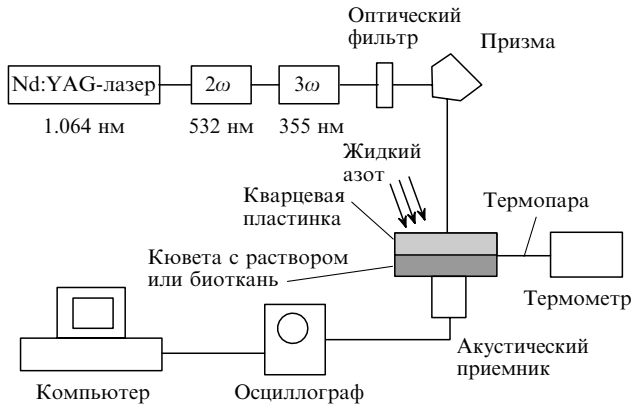 Оптический
фильтр
Призма
Nd:YAG-лазер
2ω
3ω
1.064 нм
532 нм
355 нм
Жидкий
азот
Кварцевая
пластинка
Термопара
Кювета с раствором
или биоткань
Термометр
Акустический
приемник
Компьютер
Осциллограф